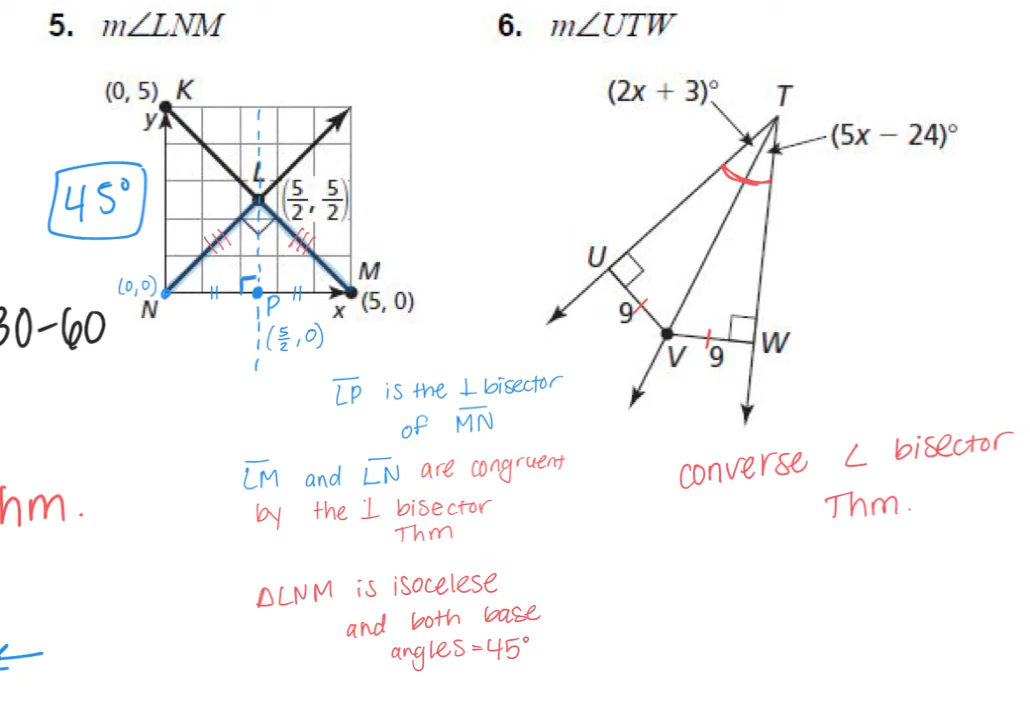 5. m∠LNM
(0, 5) K
y
45°
L
(5/2, 5/2)
M
(0,0)
N
P
x (5, 0)
(5/2, 0)
30-60
LP is the ⊥ bisector
of MN
LM and LN are congruent
by the ⊥ bisector
Thm
ΔLNM is isocelese
and both base
angles = 45°
hm.
6. m∠UTW
(2x + 3)°
T
(5x − 24)°
U
9
V
9
W
converse ∠ bisector
Thm.